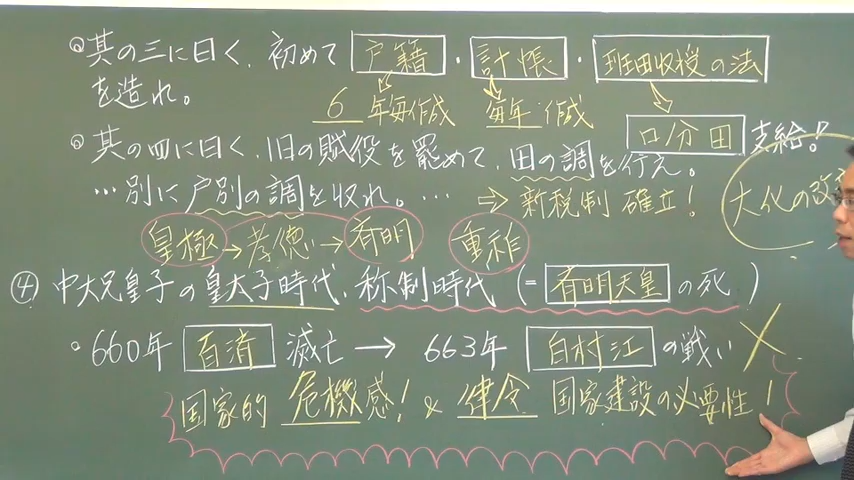 其の三に曰く、初めて 戸籍・計帳・班田収授の法
を造れ。
6年毎作成 毎年作成
口分田 支給!
其の四に曰く、旧の賦役を罷めて、田の調を行え。
…別に戸別の調を収れ。…
⇒新税制 確立!
大化の改
皇極→孝徳→有明 重祚
④ 中大兄皇子の皇太子時代、称制時代 (=有明天皇の死)
・660年 百済 滅亡 → 663年 白村江の戦い ×
国家的 危機感! & 律令 国家建設の必要性!